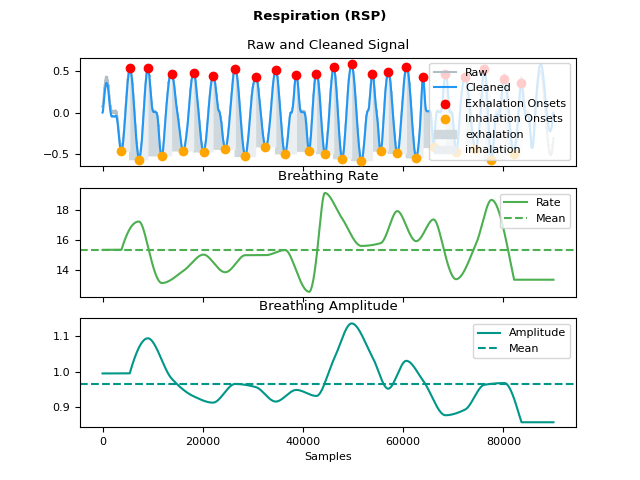 Respiration (RSP)
Raw and Cleaned Signal
0.5
0.0
−0.5
Raw
Cleaned
Exhalation Onsets
Inhalation Onsets
exhalation
inhalation
Breathing Rate
18
16
14
Rate
Mean
Breathing Amplitude
1.1
1.0
0.9
Amplitude
Mean
0 20000 40000 60000 80000
Samples